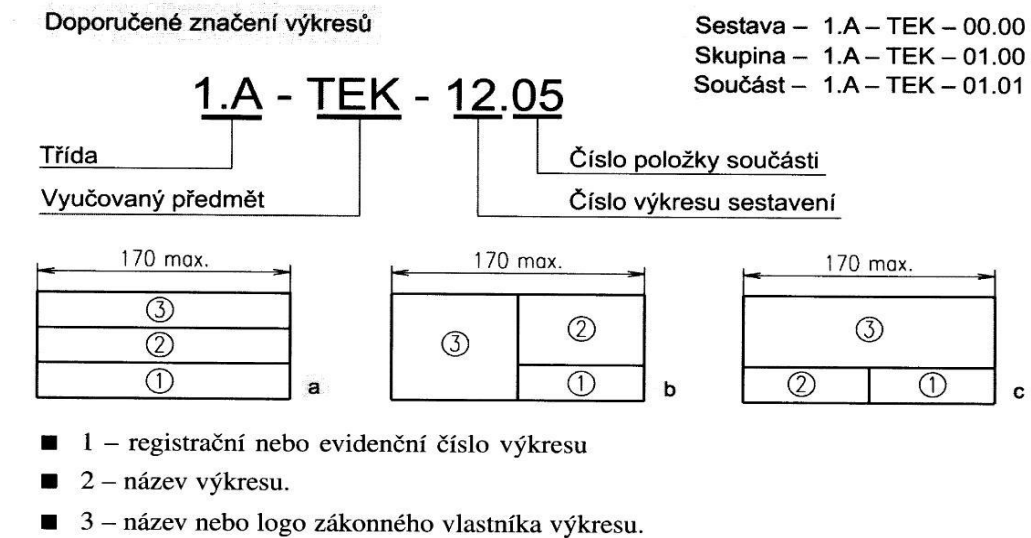 Doporučené značení výkresů
Sestava – 1.A – TEK – 00.00
Skupina – 1.A – TEK – 01.00
Součást – 1.A – TEK – 01.01
1.A - TEK - 12.05
Třída
Číslo položky součásti
Vyučovaný předmět
Číslo výkresu sestavení
170 max.
170 max.
170 max.
3
2
1
a
3
2
1
b
3
2
1
c
■ 1 – registrační nebo evidenční číslo výkresu
■ 2 – název výkresu.
■ 3 – název nebo logo zákonného vlastníka výkresu.